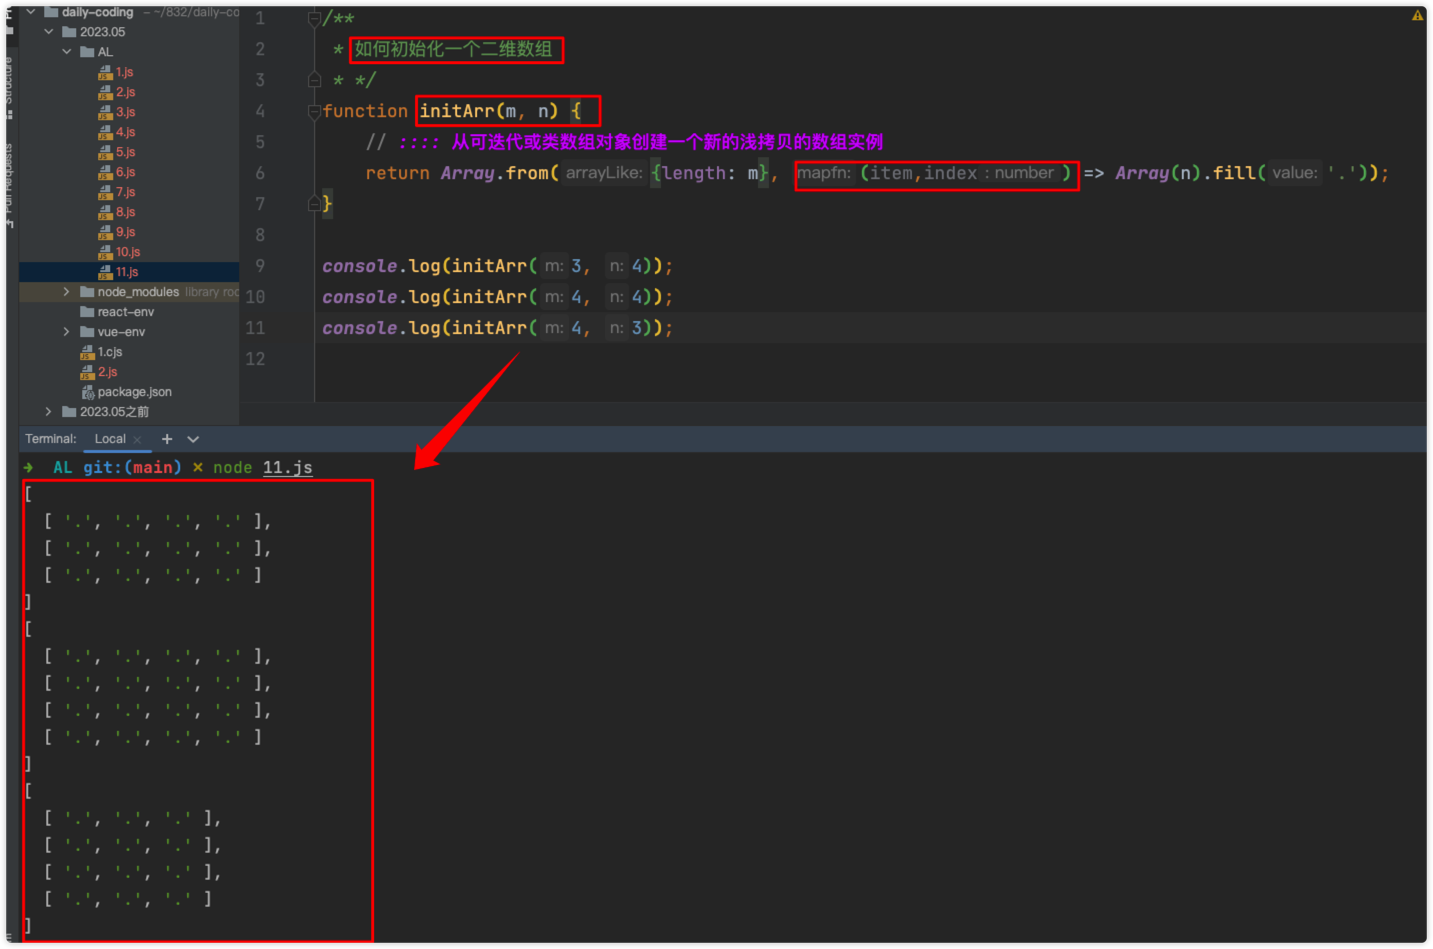 daily-coding – ~/832/daily-co
2023.05
AL
1.js
2.js
3.js
4.js
5.js
6.js
7.js
8.js
9.js
10.js
11.js
node_modules library roo
react-env
vue-env
1.cjs
2.js
package.json
2023.05之前
Structure
Pull Requests
1 /**
2 * 如何初始化一个二维数组
3 * */
4 function initArr(m, n) {
5 // :::: 从可迭代或类数组对象创建一个新的浅拷贝的数组实例
6 return Array.from( arrayLike: {length: m}, mapfn: (item,index : number ) => Array(n).fill( value: '.'));
7 }
8
9 console.log(initArr( m: 3, n: 4));
10 console.log(initArr( m: 4, n: 4));
11 console.log(initArr( m: 4, n: 3));
12
Terminal: Local × +
→ AL git:(main) × node 11.js
[
[ '.', '.', '.', '.' ],
[ '.', '.', '.', '.' ],
[ '.', '.', '.', '.' ]
]
[
[ '.', '.', '.', '.' ],
[ '.', '.', '.', '.' ],
[ '.', '.', '.', '.' ],
[ '.', '.', '.', '.' ]
]
[
[ '.', '.', '.' ],
[ '.', '.', '.' ],
[ '.', '.', '.' ],
[ '.', '.', '.' ]
]